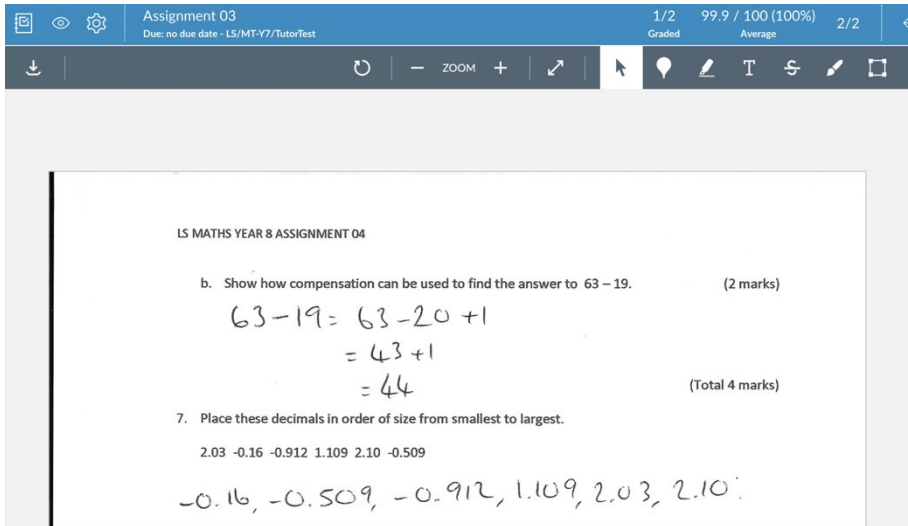 Assignment 03
Due: no due date - LS/MT-Y7/TutorTest
1/2
Graded
99.9 / 100 (100%)
Average
2/2
ZOOM
T
S
LS MATHS YEAR 8 ASSIGNMENT 04
b. Show how compensation can be used to find the answer to 63 – 19. (2 marks)
63-19= 63-20 +1
= 43 +1
= 44
(Total 4 marks)
7. Place these decimals in order of size from smallest to largest.
2.03 -0.16 -0.912 1.109 2.10 -0.509
-0.16, -0.509, -0.912, 1.109, 2.03, 2.10